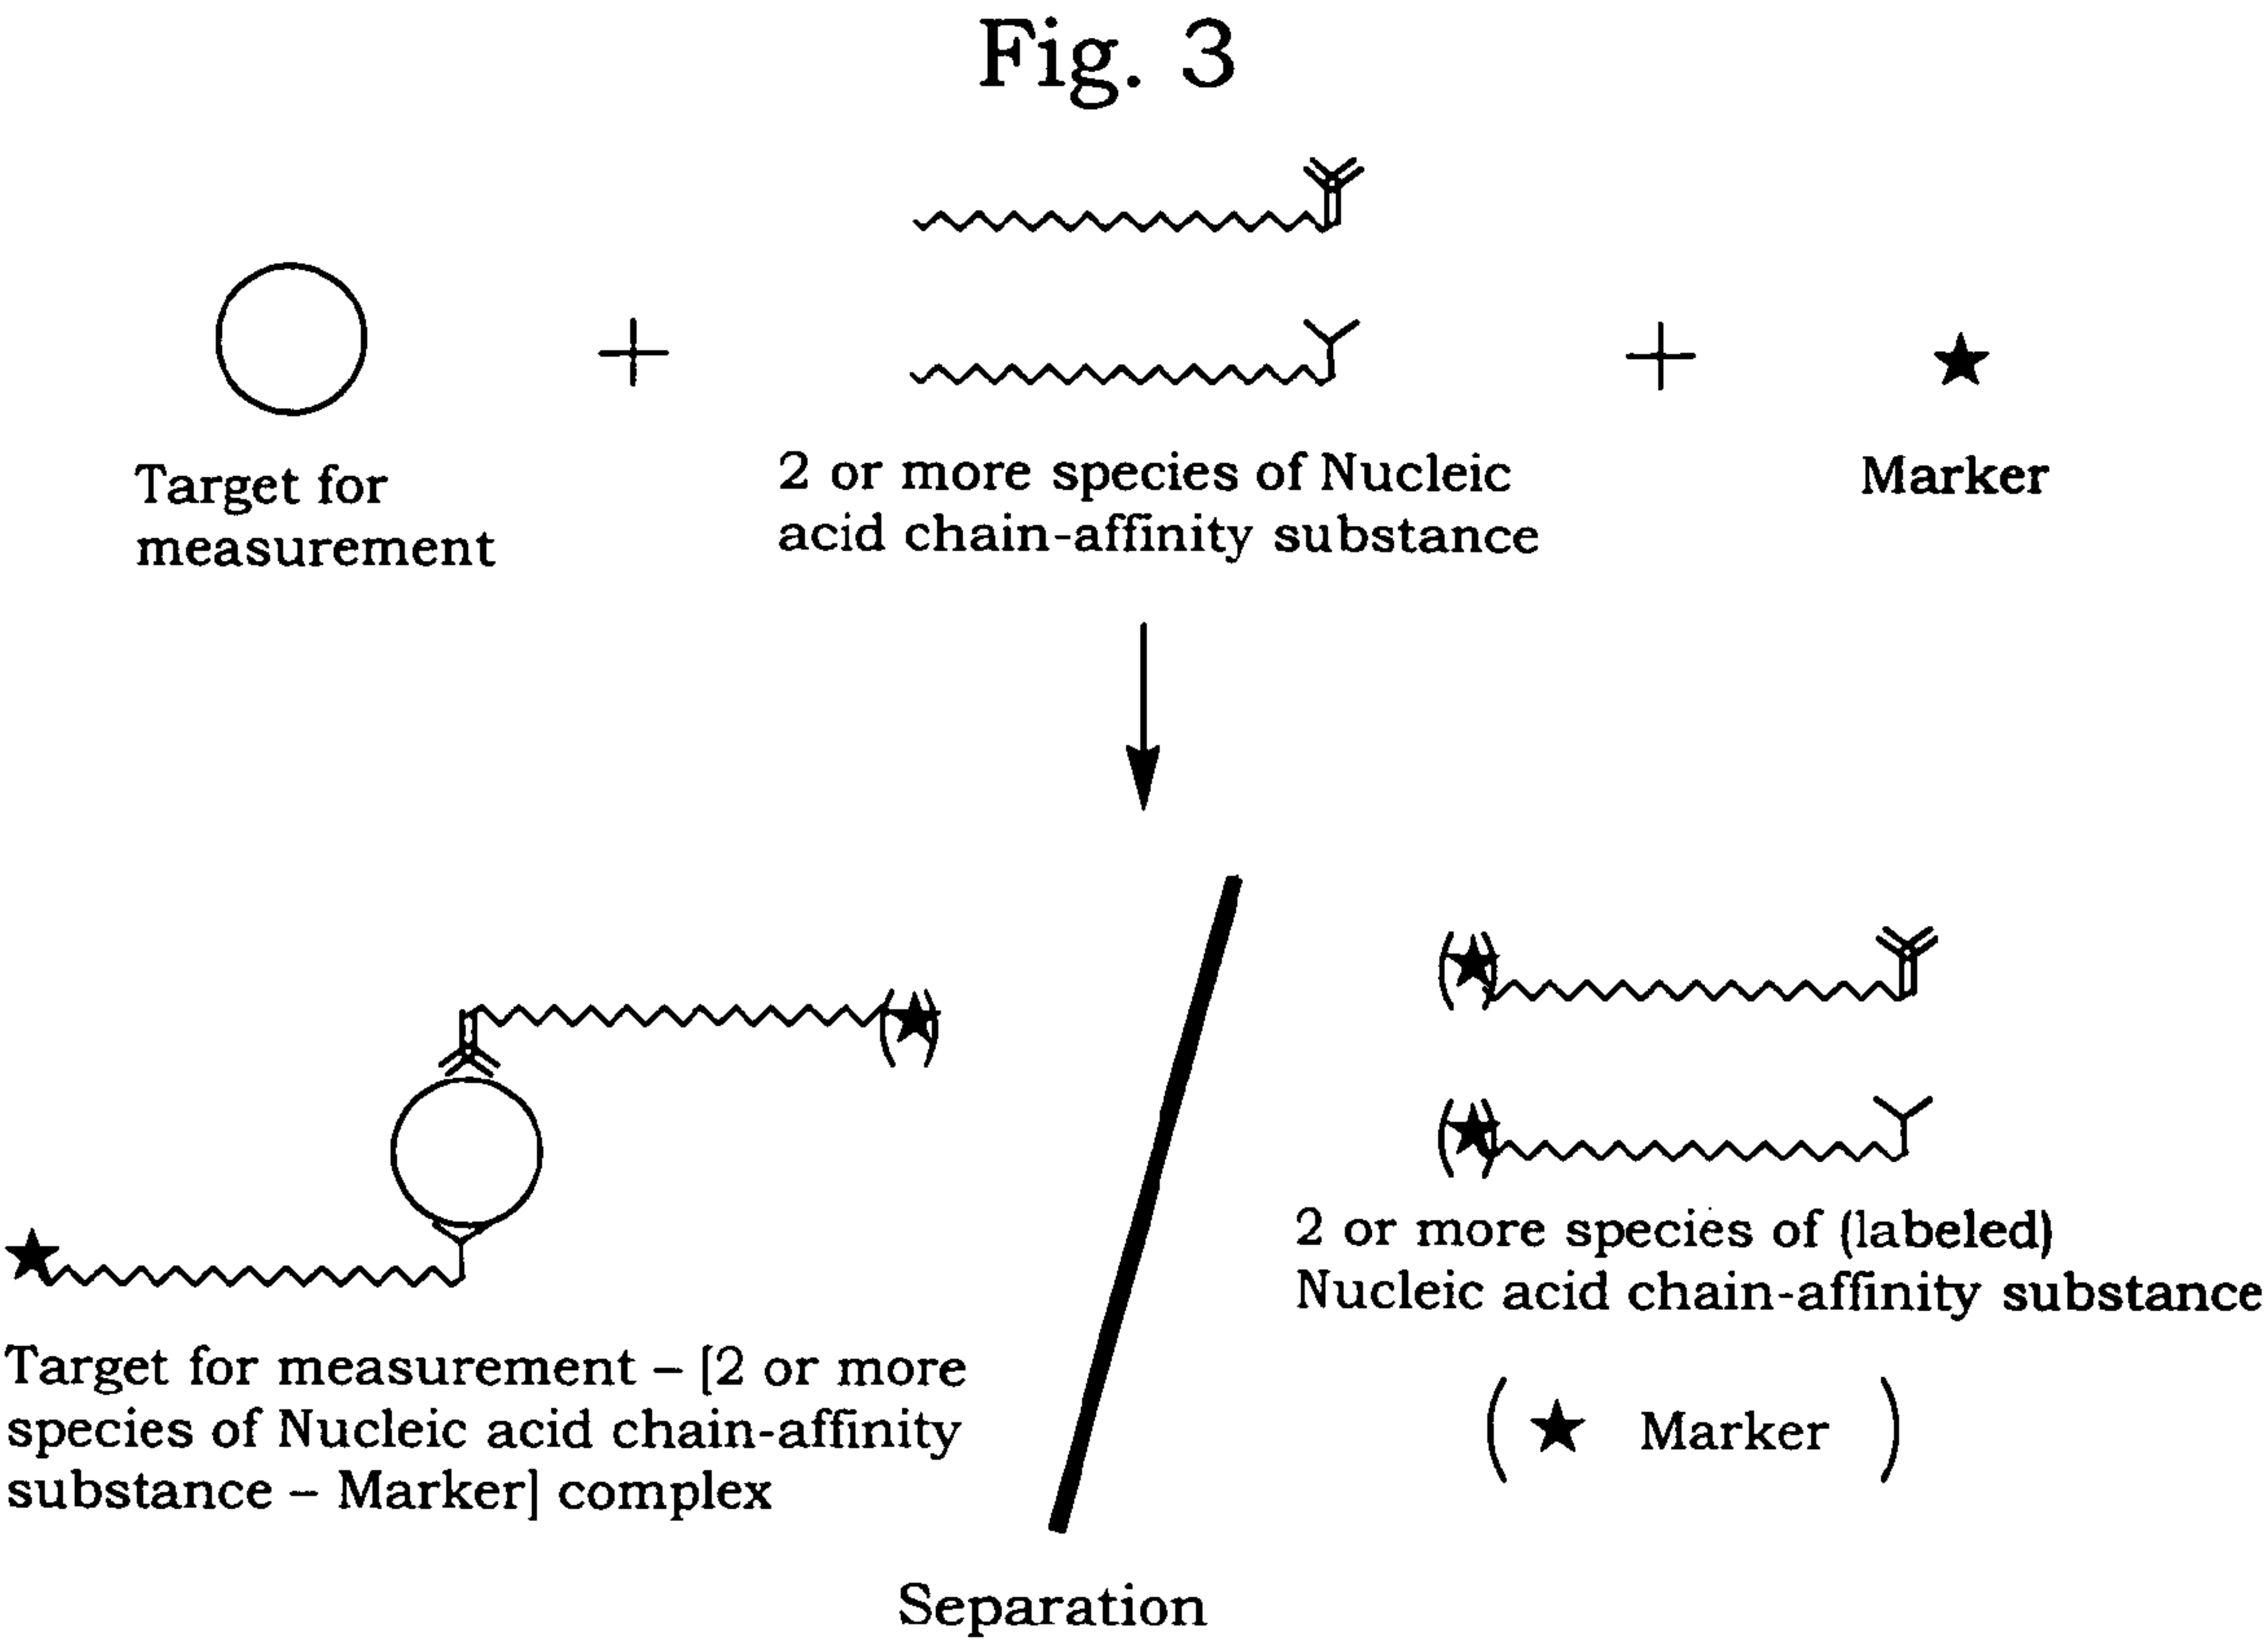 Fig. 3
Target for
measurement
2 or more species of Nucleic
acid chain-affinity substance
Marker
2 or more species of (labeled)
Nucleic acid chain-affinity substance
Target for measurement – [2 or more
species of Nucleic acid chain-affinity
substance – Marker] complex
( ★ Marker )
Separation